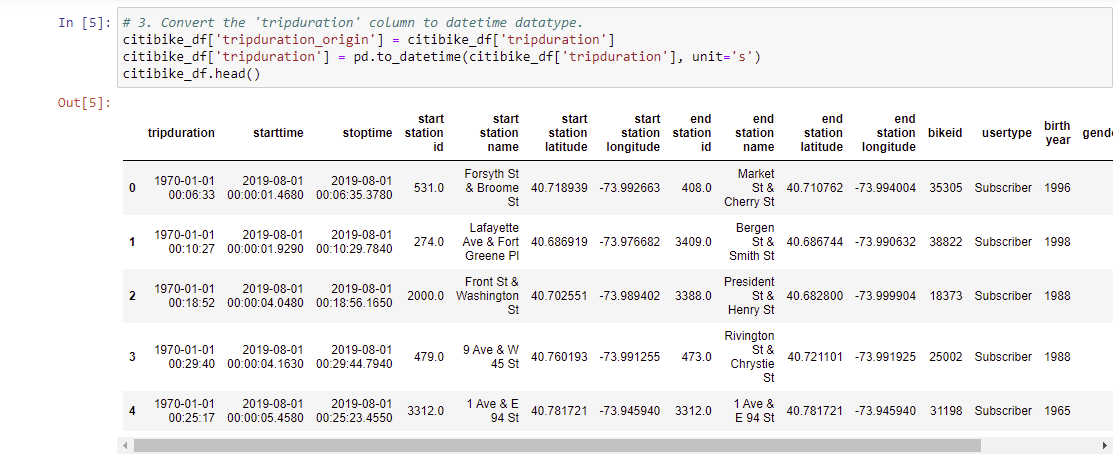 In [5]: # 3. Convert the 'tripduration' column to datetime datatype.
citibike_df['tripduration_origin'] = citibike_df['tripduration']
citibike_df['tripduration'] = pd.to_datetime(citibike_df['tripduration'], unit='s')
citibike_df.head()
Out[5]:
start start start start end end end end
tripduration starttime stoptime station station station station station station station station bikeid usertype birth gende
id name latitude longitude id name latitude longitude year
Forsyth St Market
0 1970-01-01 2019-08-01 2019-08-01 531.0 & Broome 40.718939 -73.992663 408.0 St & 40.710762 -73.994004 35305 Subscriber 1996
00:06:33 00:00:01.4680 00:06:35.3780 St Cherry St
Lafayette Bergen
1 1970-01-01 2019-08-01 2019-08-01 274.0 Ave & Fort 40.686919 -73.976682 3409.0 St & 40.686744 -73.990632 38822 Subscriber 1998
00:10:27 00:00:01.9290 00:10:29.7840 Greene Pl Smith St
Front St & President
2 1970-01-01 2019-08-01 2019-08-01 2000.0 Washington 40.702551 -73.989402 3388.0 St & 40.682800 -73.999904 18373 Subscriber 1988
00:18:52 00:00:04.0480 00:18:56.1650 St Henry St
Rivington
3 1970-01-01 2019-08-01 2019-08-01 479.0 9 Ave & W 40.760193 -73.991255 473.0 St & 40.721101 -73.991925 25002 Subscriber 1988
00:29:40 00:00:04.1630 00:29:44.7940 45 St Chrystie
St
4 1970-01-01 2019-08-01 2019-08-01 3312.0 1 Ave & E 40.781721 -73.945940 3312.0 1 Ave & 40.781721 -73.945940 31198 Subscriber 1965
00:25:17 00:00:05.4580 00:25:23.4550 94 St E 94 St